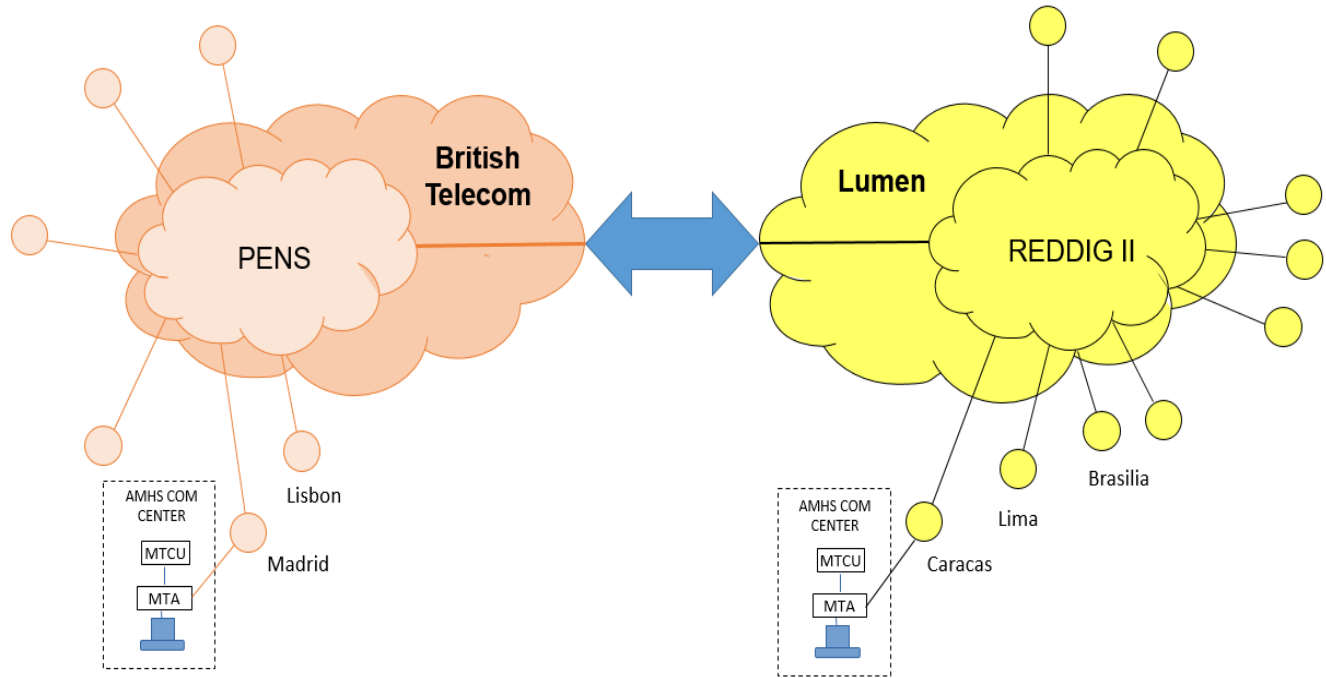 British
Telecom
PENS
Lumen
REDDIG II
Lisbon
AMHS COM
CENTER
MTCU
MTA
Madrid
Brasilia
Lima
AMHS COM
CENTER
MTCU
MTA
Caracas